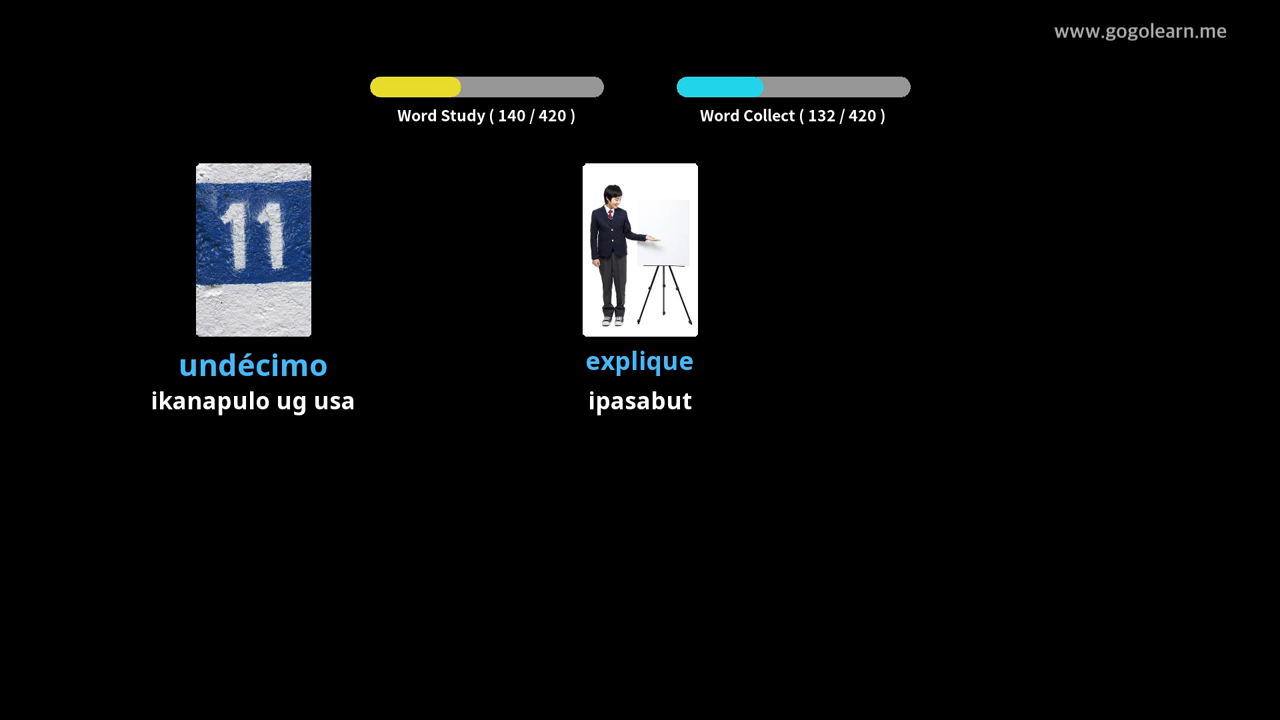 www.gogolearn.me
Word Study ( 140 / 420 )
Word Collect ( 132 / 420 )
11
undécimo
ikanapulo ug usa
explique
ipasabut